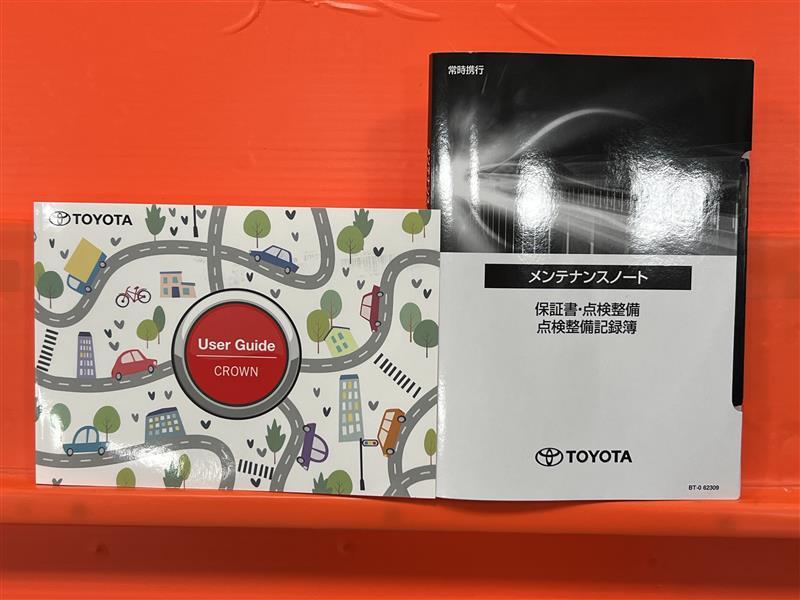 TOYOTA
User Guide
CROWN
常時携行
メンテナンスノート
保証書・点検整備
点検整備記録簿
TOYOTA
BT-0 62309